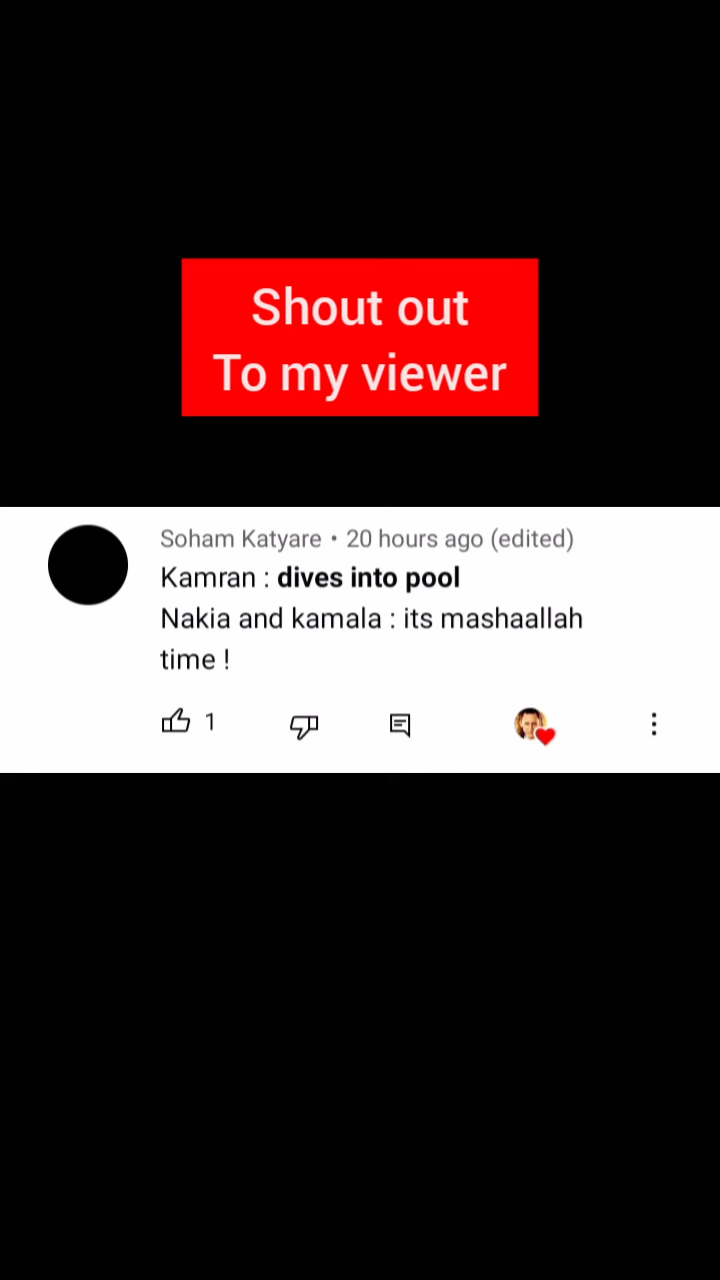 Shout out
To my viewer
Soham Katyare • 20 hours ago (edited)
Kamran : dives into pool
Nakia and kamala : its mashaallah
time !
1